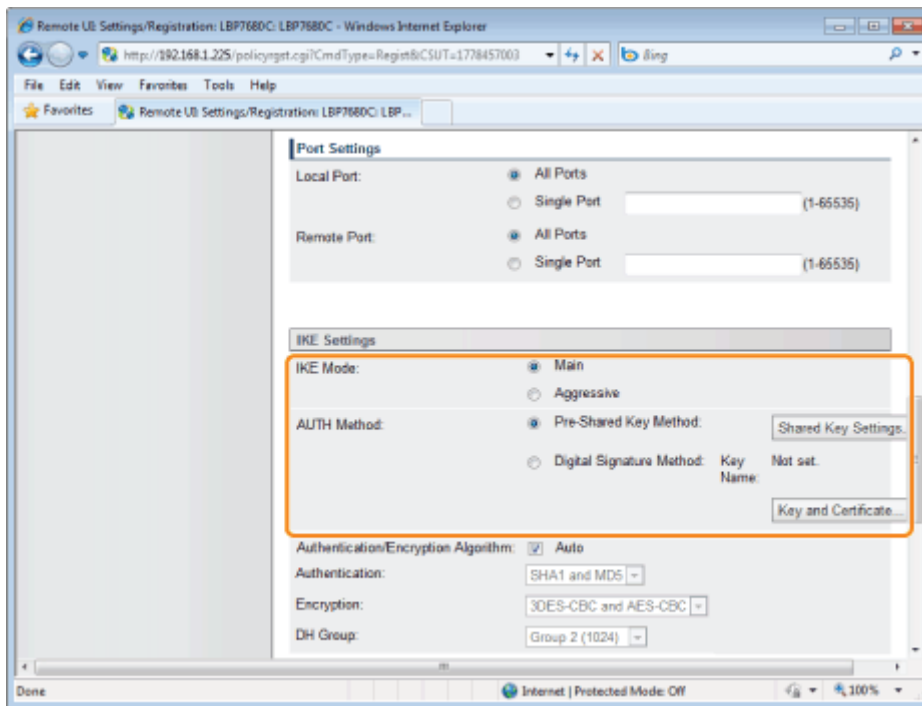 Remote UI: Settings/Registration: LBP7680C: LBP7680C - Windows Internet Explorer
http://192.168.1.225/policyrgst.cgi?CmdType=Regist&CSUT=1778457003
Bing
File Edit View Favorites Tools Help
Favorites Remote UI: Settings/Registration: LBP7680C: LBP...
Port Settings
Local Port: All Ports
Single Port (1-65535)
Remote Port: All Ports
Single Port (1-65535)
IKE Settings
IKE Mode: Main
Aggressive
AUTH Method: Pre-Shared Key Method: Shared Key Settings...
Digital Signature Method: Key Name: Not set.
Key and Certificate...
Authentication/Encryption Algorithm: Auto
Authentication: SHA1 and MD5
Encryption: 3DES-CBC and AES-CBC
DH Group: Group 2 (1024)
Done Internet | Protected Mode: Off 100%